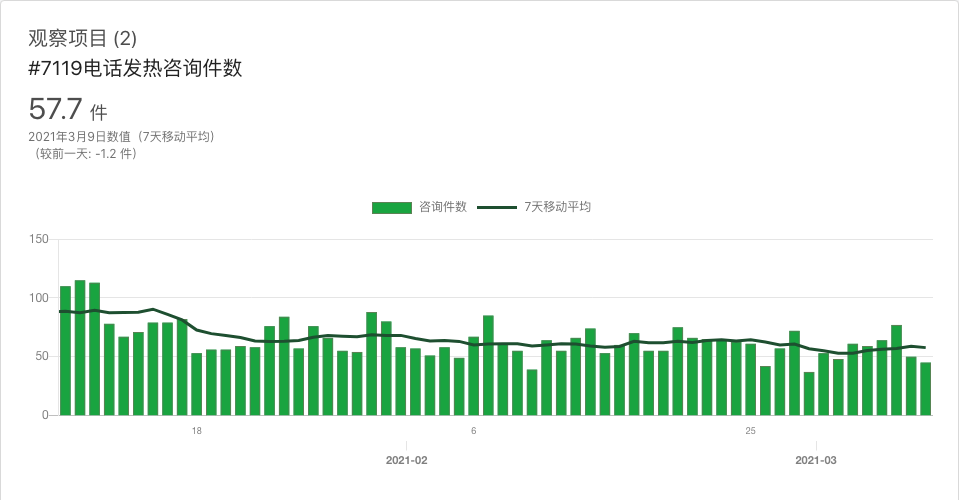 观察项目 (2)
#7119电话发热咨询件数
57.7 件
2021年3月9日数值（7天移动平均）
（较前一天: -1.2 件）
咨询件数 7天移动平均
150
100
50
0
18 6 25
2021-02 2021-03